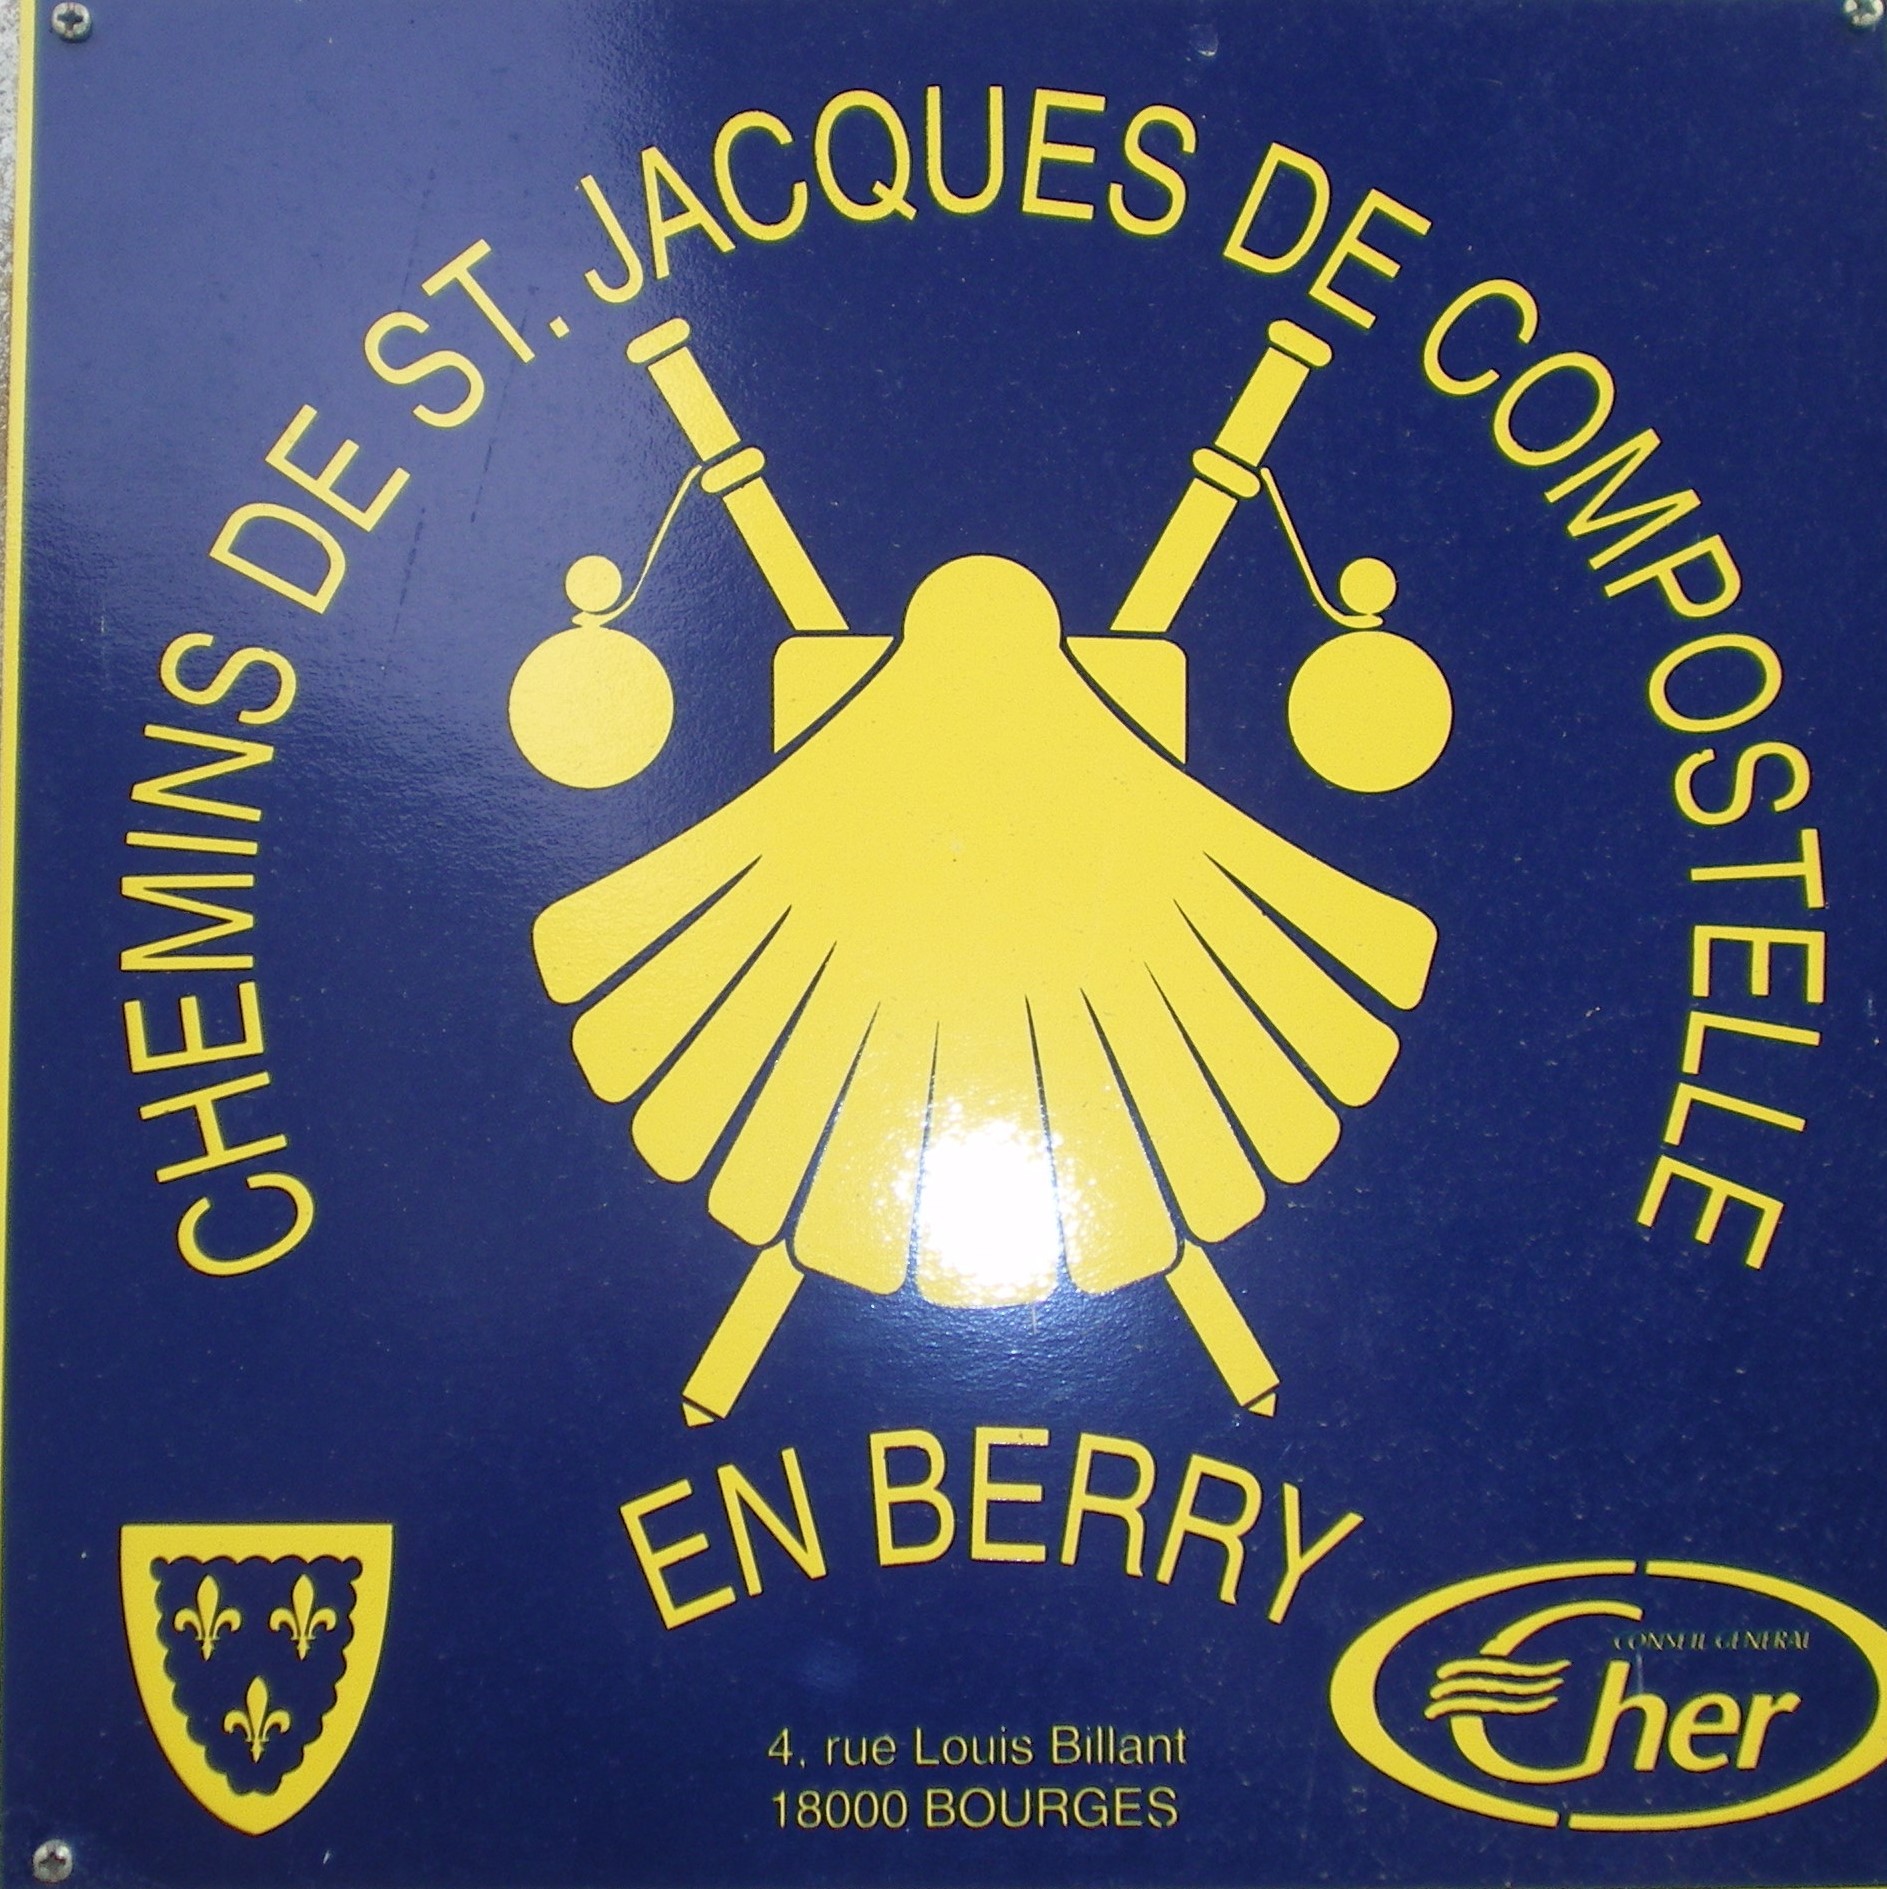 CHEMINS DE ST. JACQUES DE COMPOSTELLE
EN BERRY
4, rue Louis Billant
18000 BOURGES
CONSEIL GENERAL
Cher